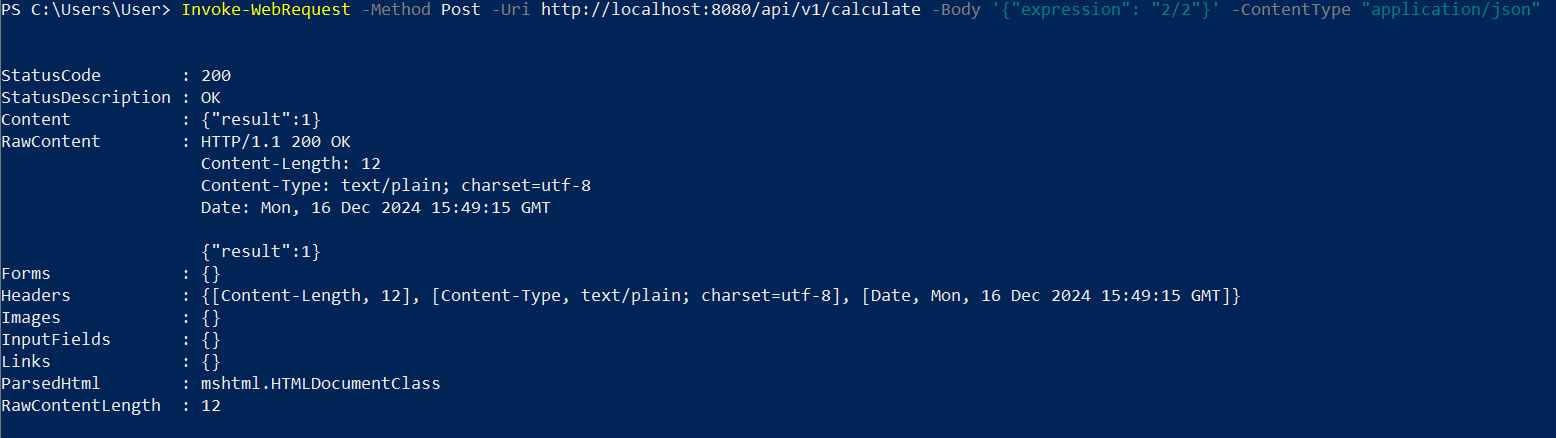 PS C:\Users\User> Invoke-WebRequest -Method Post -Uri http://localhost:8080/api/v1/calculate -Body '{"expression": "2/2"}' -ContentType "application/json"
StatusCode        : 200
StatusDescription : OK
Content           : {"result":1}
RawContent        : HTTP/1.1 200 OK
                    Content-Length: 12
                    Content-Type: text/plain; charset=utf-8
                    Date: Mon, 16 Dec 2024 15:49:15 GMT

                    {"result":1}
Forms             : {}
Headers           : {[Content-Length, 12], [Content-Type, text/plain; charset=utf-8], [Date, Mon, 16 Dec 2024 15:49:15 GMT]}
Images            : {}
InputFields       : {}
Links             : {}
ParsedHtml        : mshtml.HTMLDocumentClass
RawContentLength  : 12